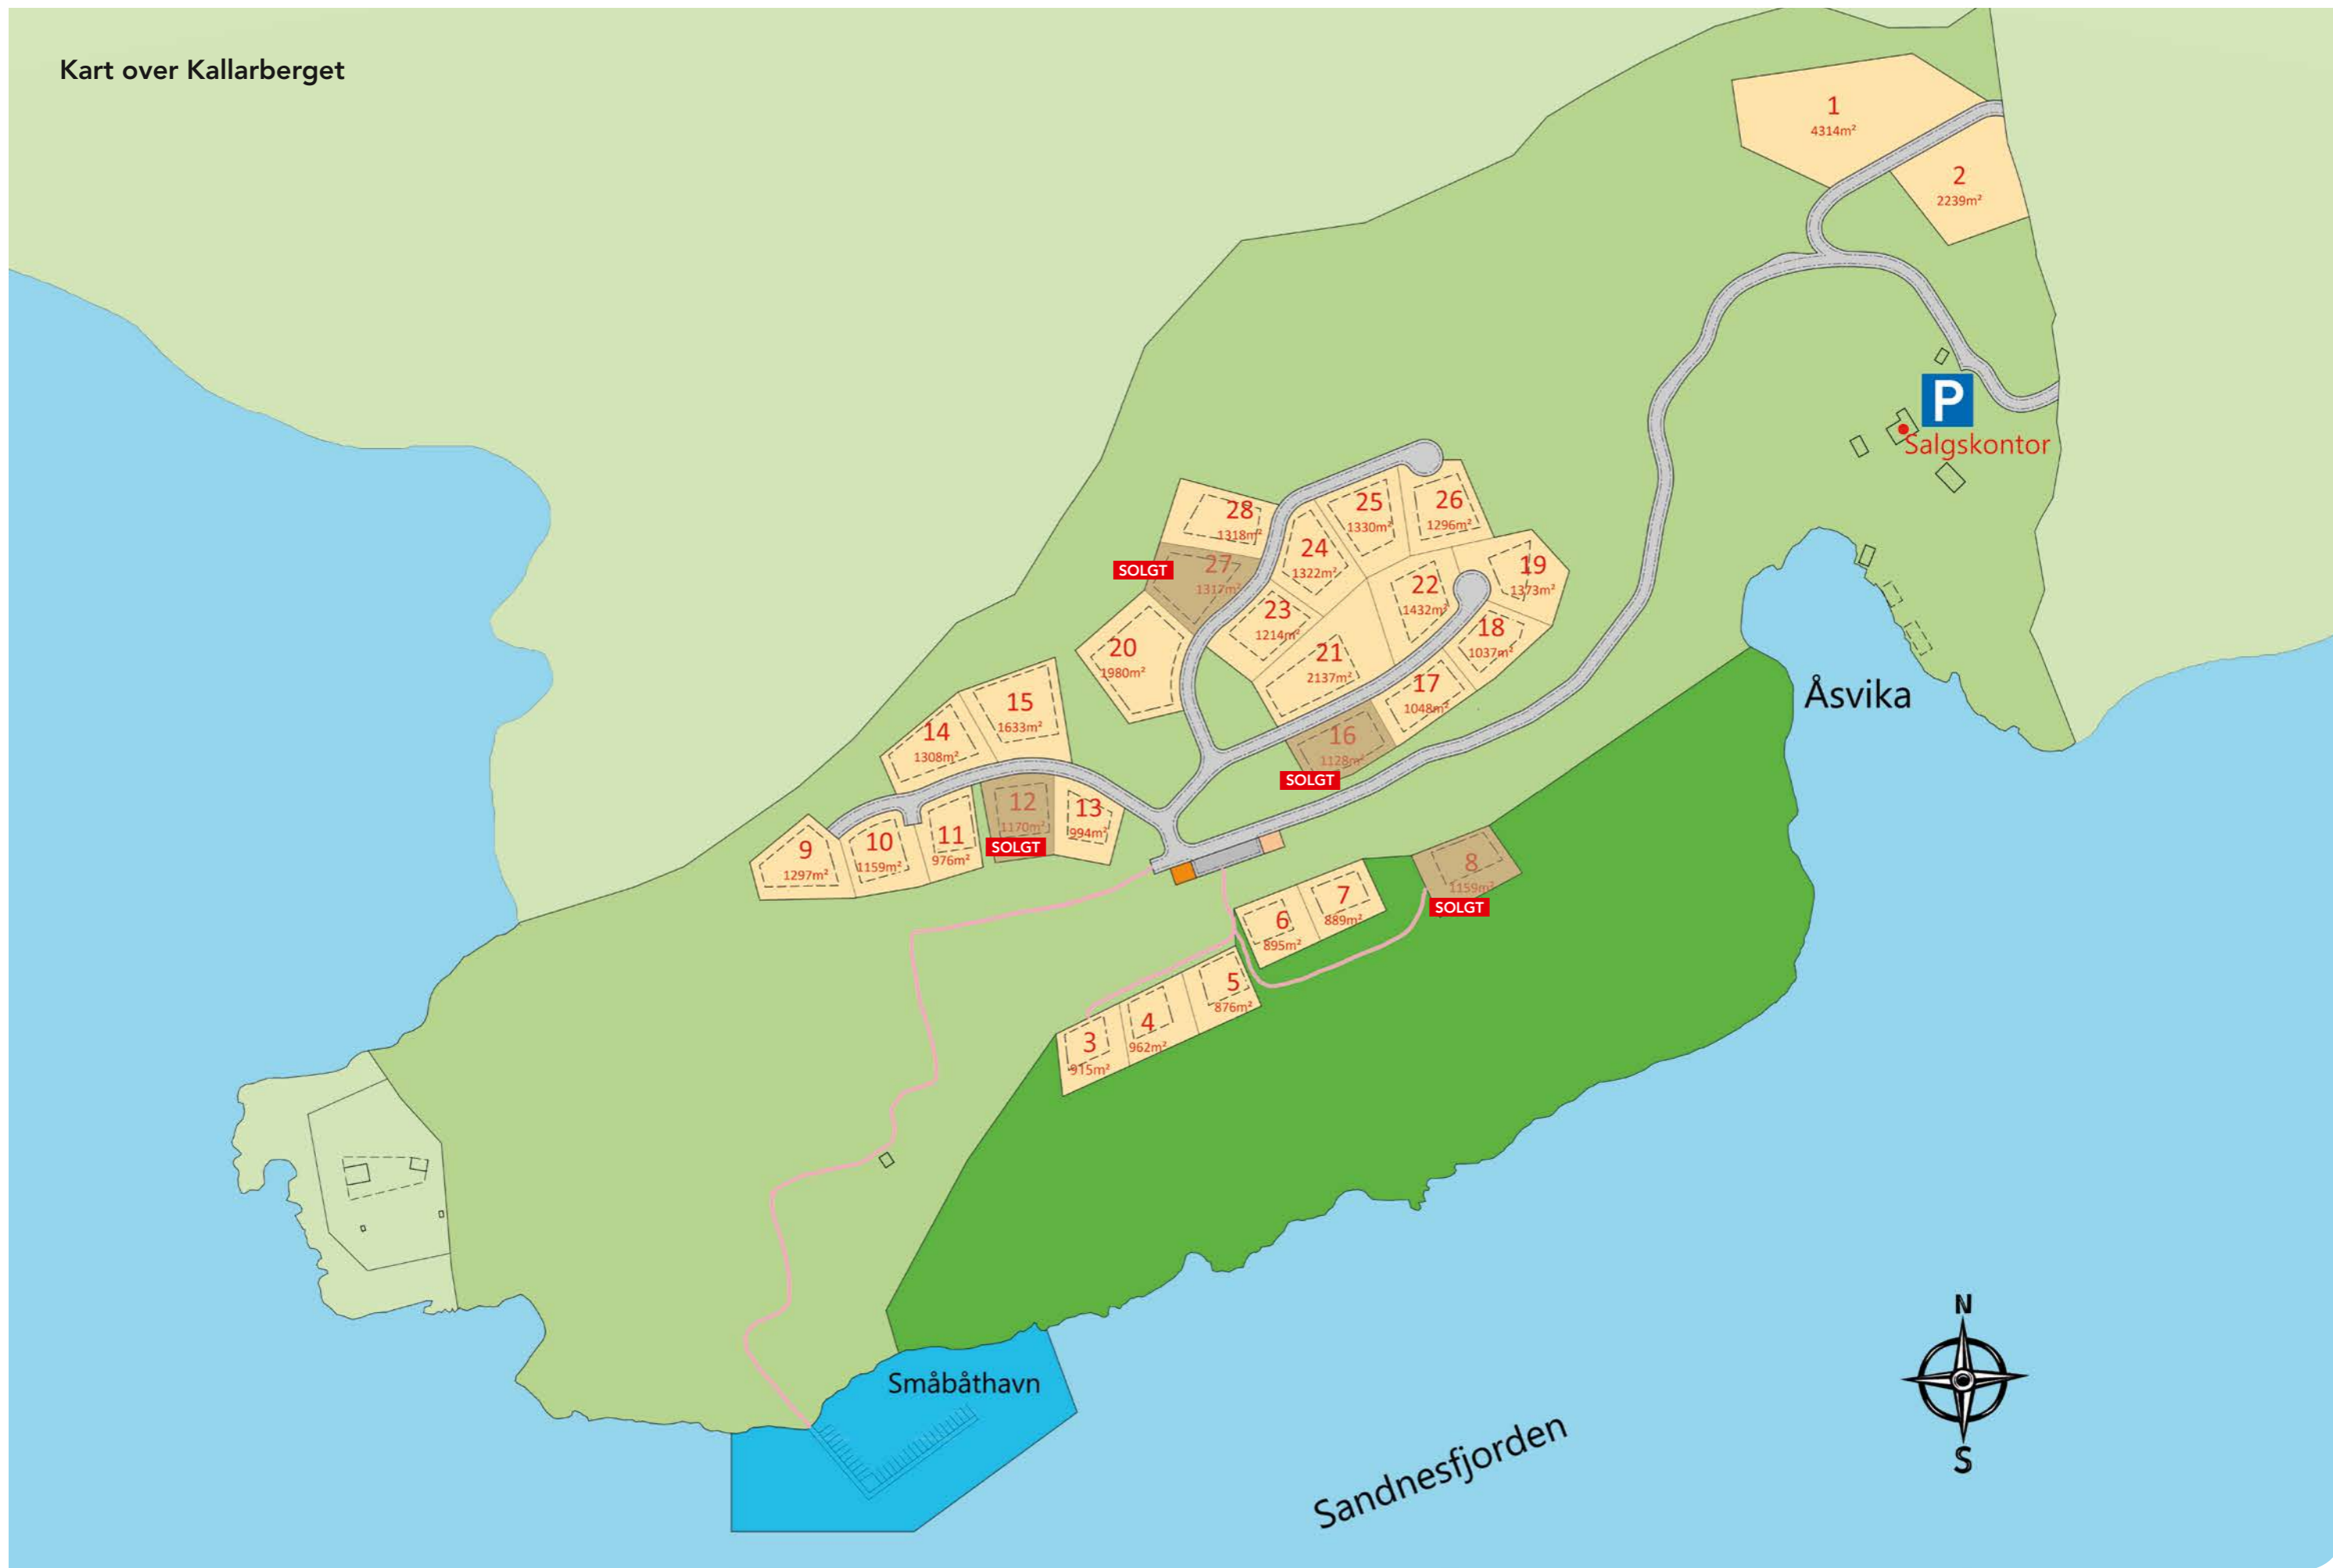 Kart over Kallarberget
1
4314m²
2
2239m²
P
Salgskontor
28
1318m²
25
1330m²
26
1296m²
24
1322m²
SOLGT
27
1317m²
19
1373m²
22
1432m²
23
1214m²
18
1037m²
20
1980m²
21
2137m²
17
1048m²
Åsvika
15
1633m²
14
1308m²
16
1128m²
SOLGT
12
1170m²
13
994m²
11
976m²
SOLGT
10
1159m²
9
1297m²
8
1159m²
SOLGT
7
889m²
6
895m²
5
876m²
4
962m²
3
915m²
N
S
Småbåthavn
Sandnesfjorden